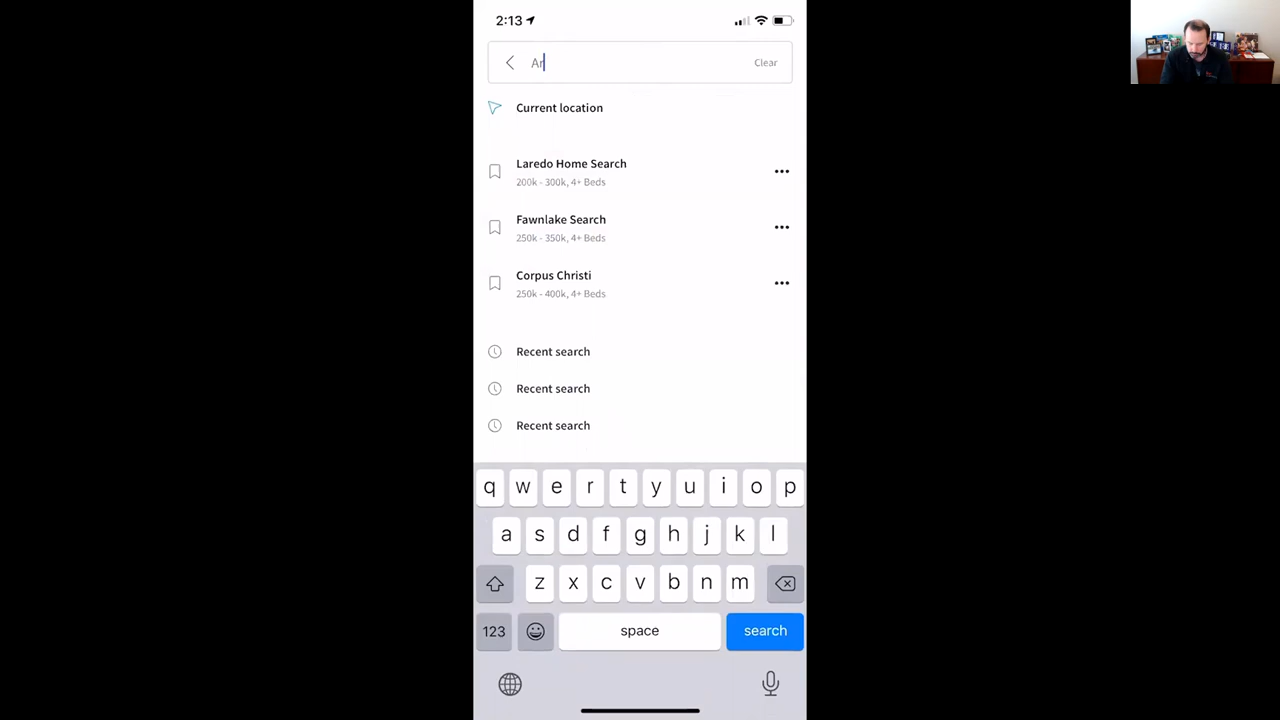 2:13
Ar
Clear
Current location
Laredo Home Search
200k - 300k, 4+ Beds
Fawnlake Search
250k - 350k, 4+ Beds
Corpus Christi
250k - 400k, 4+ Beds
Recent search
Recent search
Recent search
q w e r t y u i o p
a s d f g h j k l
z x c v b n m
123 space search